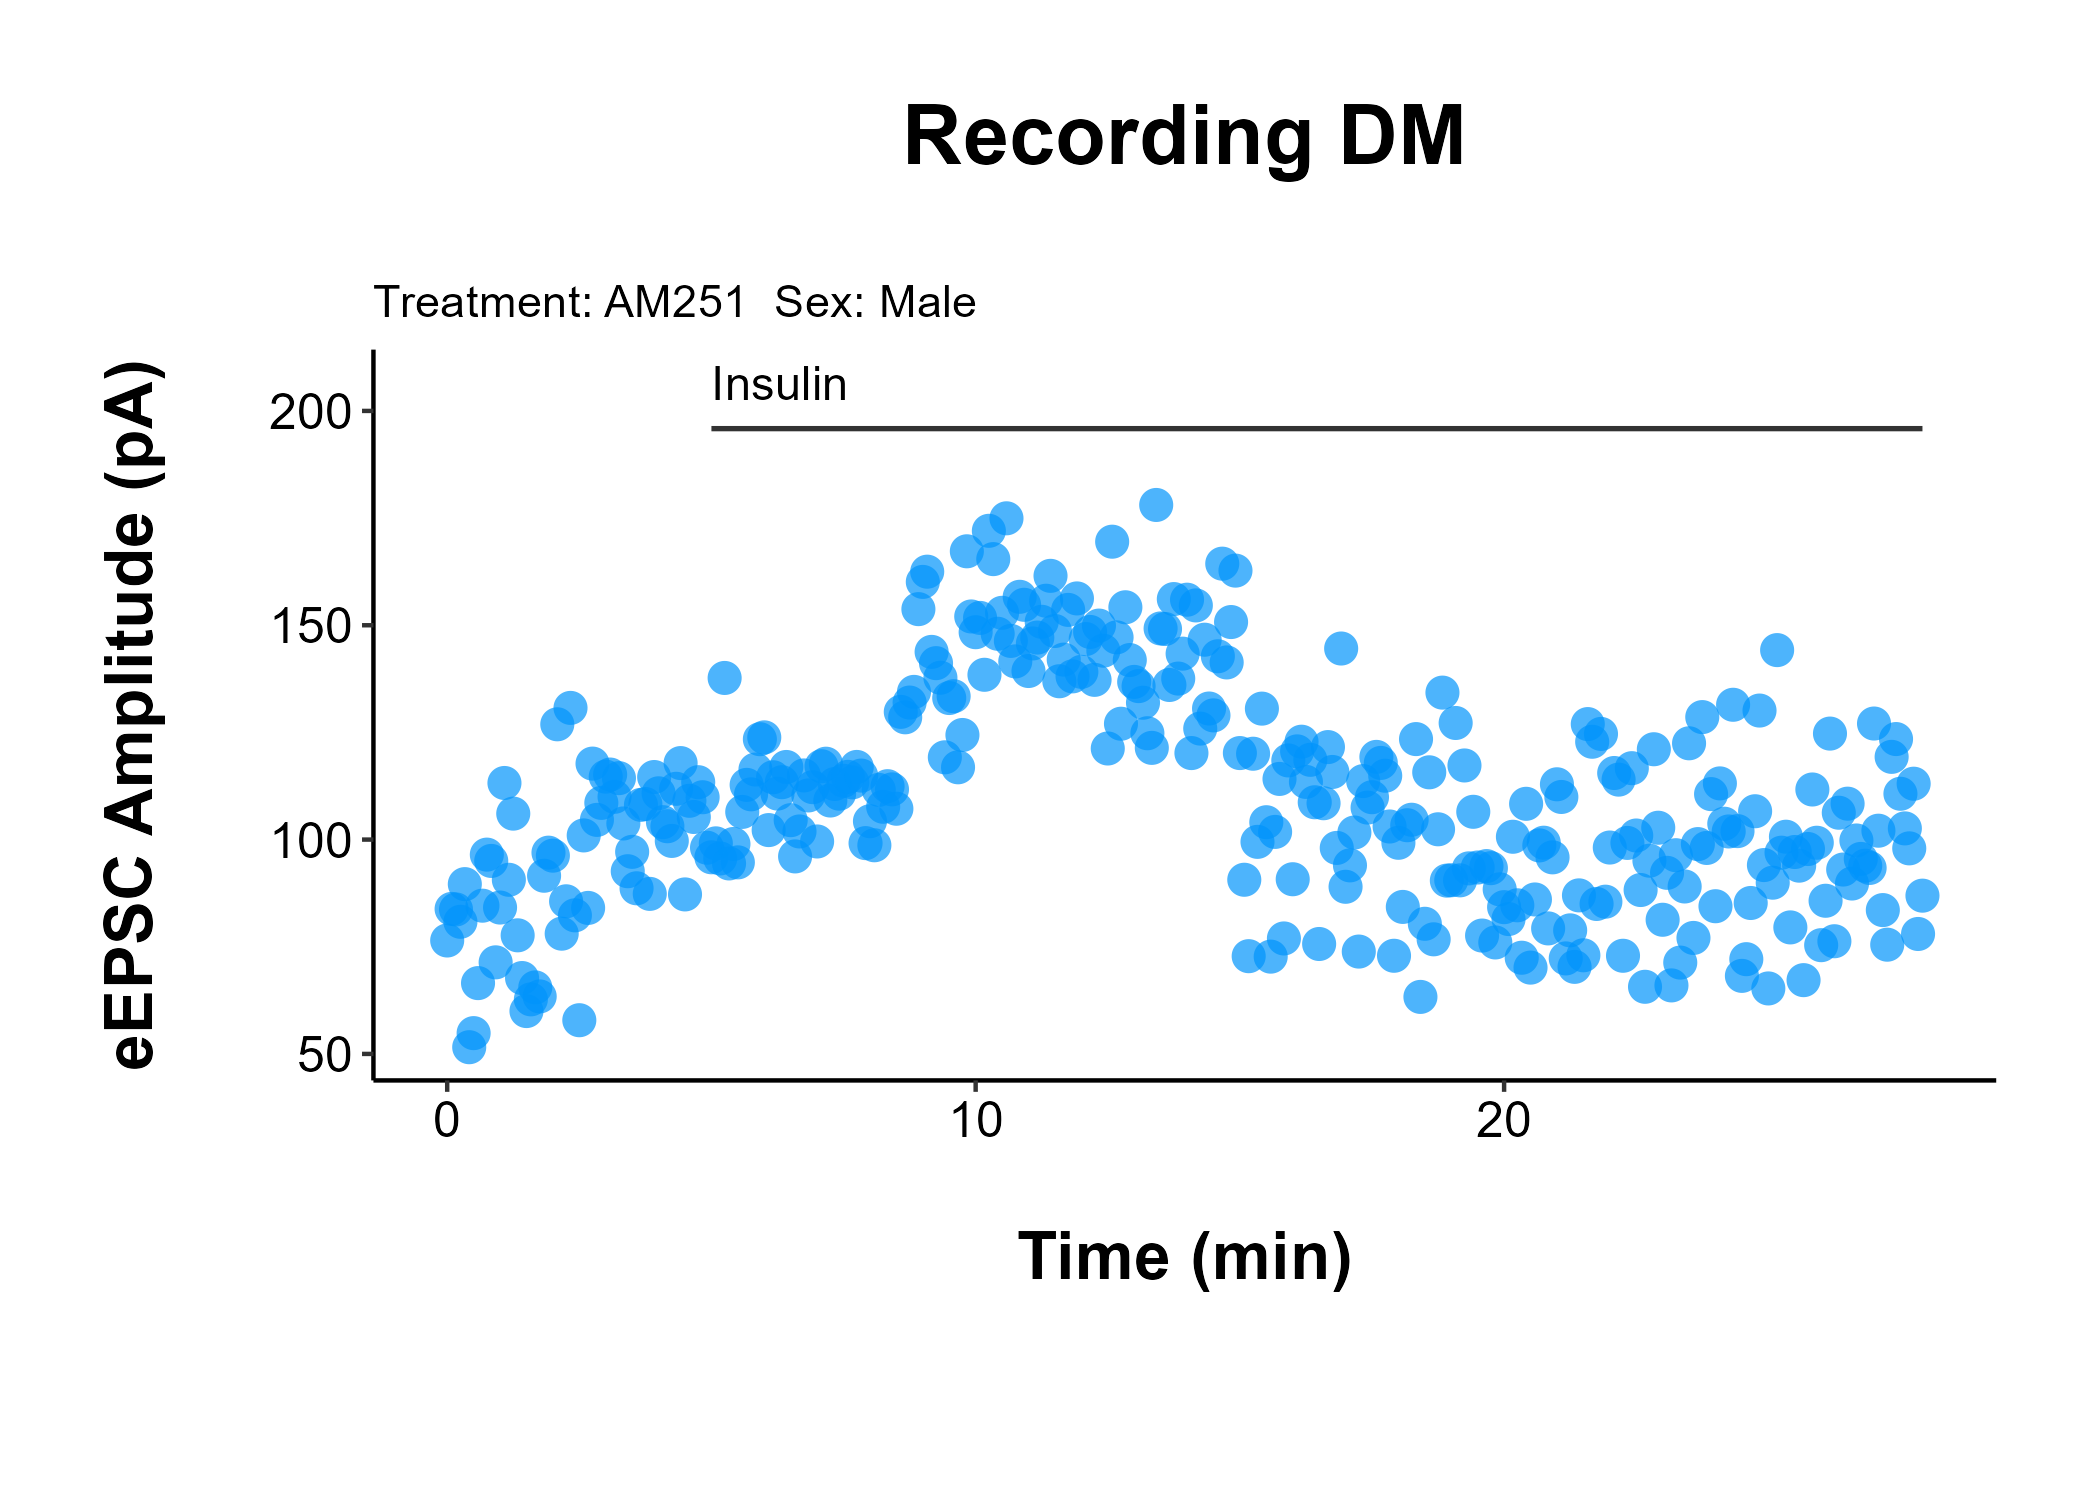 Recording DM
Treatment: AM251  Sex: Male
Insulin
eEPSC Amplitude (pA)
200
150
100
50
0 10 20
Time (min)